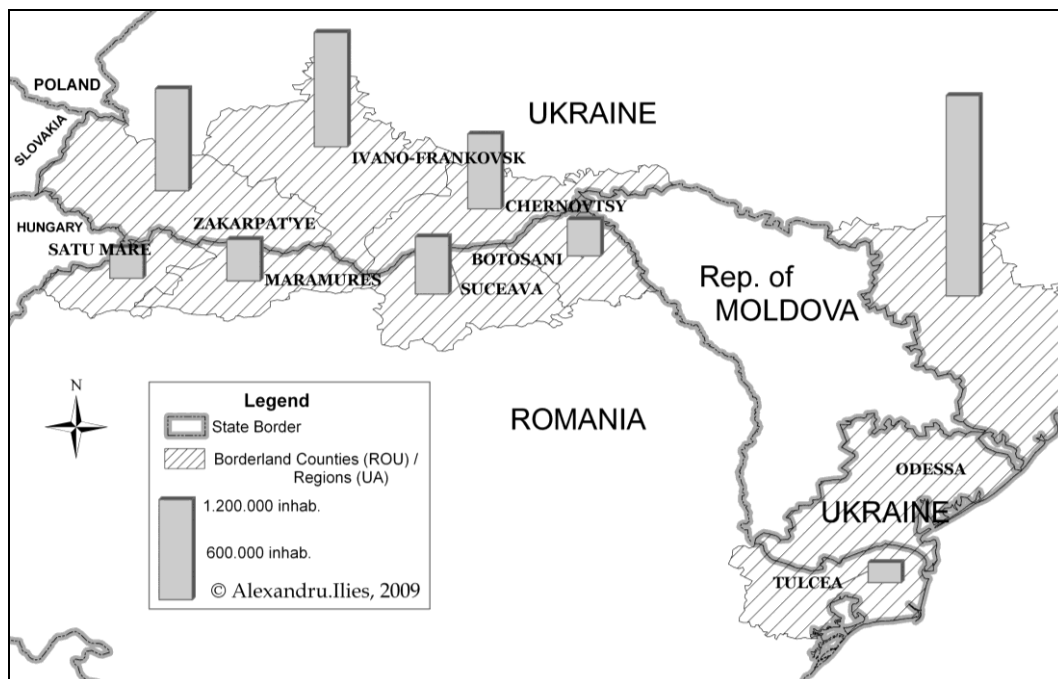 POLAND
UKRAINE
SLOVAKIA
IVANO-FRANKOVSK
CHERNOVTSY
HUNGARY
ZAKARPAT'YE
SATU MARE
MARAMURES
BOTOSANI
SUCEAVA
Rep. of
MOLDOVA
N
Legend
State Border
Borderland Counties (ROU) /
Regions (UA)
1.200.000 inhab.
600.000 inhab.
© Alexandru.Ilies, 2009
ROMANIA
ODESSA
UKRAINE
TULCEA